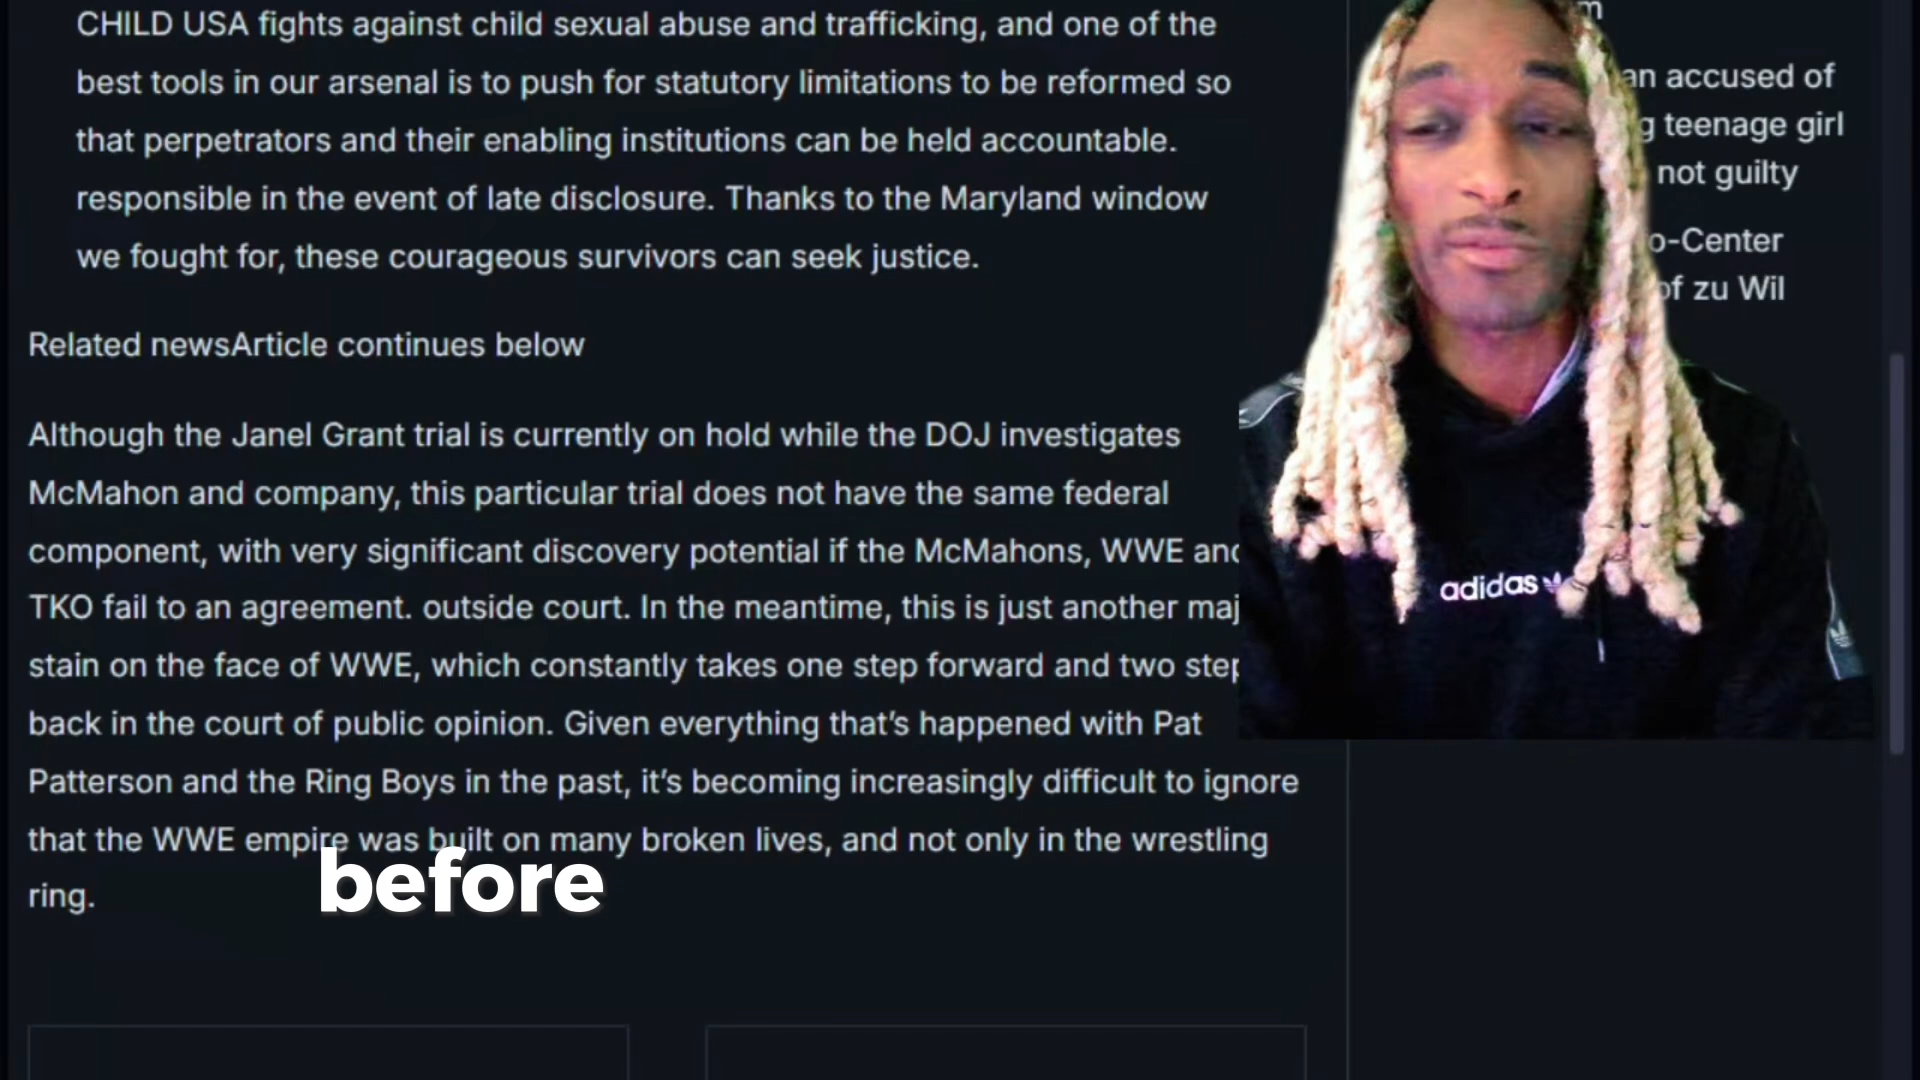 CHILD USA fights against child sexual abuse and trafficking, and one of the
best tools in our arsenal is to push for statutory limitations to be reformed so
that perpetrators and their enabling institutions can be held accountable.
responsible in the event of late disclosure. Thanks to the Maryland window
we fought for, these courageous survivors can seek justice.
Related newsArticle continues below
Although the Janel Grant trial is currently on hold while the DOJ investigates
McMahon and company, this particular trial does not have the same federal
component, with very significant discovery potential if the McMahons, WWE and
TKO fail to an agreement. outside court. In the meantime, this is just another maj
stain on the face of WWE, which constantly takes one step forward and two step
back in the court of public opinion. Given everything that's happened with Pat
Patterson and the Ring Boys in the past, it's becoming increasingly difficult to ignore
that the WWE empire was built on many broken lives, and not only in the wrestling
ring.
before
m
an accused of
g teenage girl
not guilty
o-Center
of zu Wil
adidas